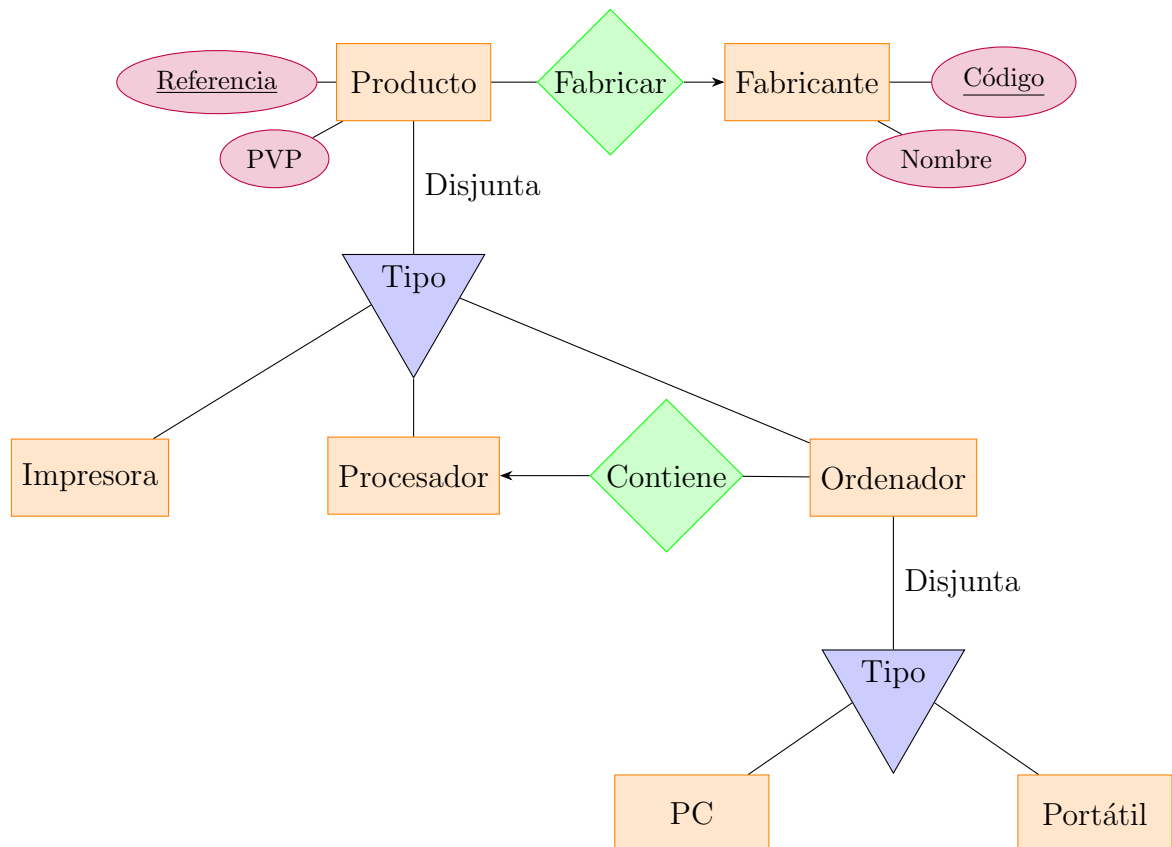 Referencia
Producto
Fabricar
Fabricante
Código
PVP
Nombre
Disjunta
Tipo
Impresora
Procesador
Contiene
Ordenador
Disjunta
Tipo
PC
Portátil